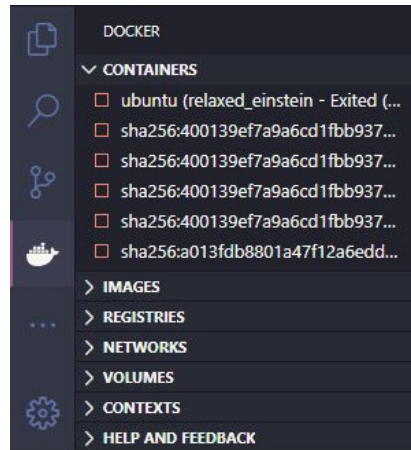 DOCKER
CONTAINERS
ubuntu (relaxed_einstein - Exited (...
sha256:400139ef7a9a6cd1fbb937...
sha256:400139ef7a9a6cd1fbb937...
sha256:400139ef7a9a6cd1fbb937...
sha256:400139ef7a9a6cd1fbb937...
sha256:a013fdb8801a47f12a6edd...
IMAGES
REGISTRIES
NETWORKS
VOLUMES
CONTEXTS
HELP AND FEEDBACK